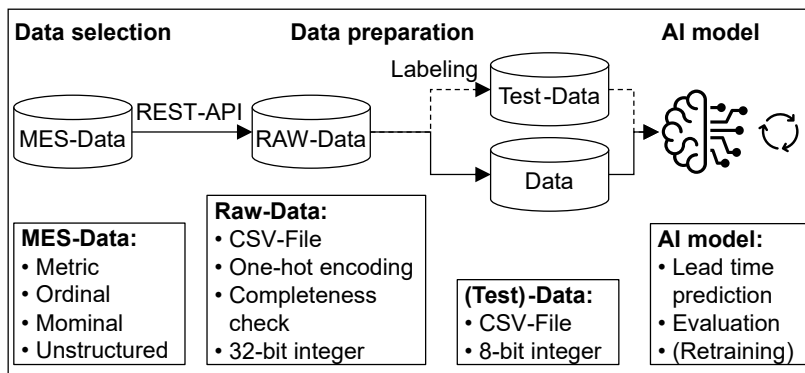 Data selection
Data preparation
AI model
Labeling
Test-Data
REST-API
MES-Data
RAW-Data
Data
MES-Data:
• Metric
• Ordinal
• Mominal
• Unstructured
Raw-Data:
• CSV-File
• One-hot encoding
• Completeness
check
• 32-bit integer
(Test)-Data:
• CSV-File
• 8-bit integer
AI model:
• Lead time
prediction
• Evaluation
• (Retraining)